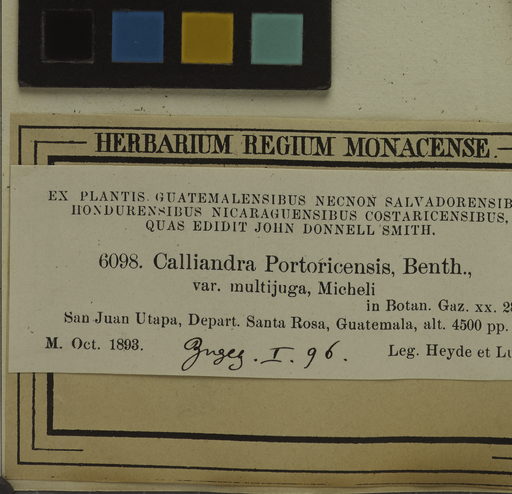 HERBARIUM REGIUM MONACENSE.
EX PLANTIS GUATEMALENSIBUS NECNON SALVADORENSIB
HONDURENSIBUS NICARAGUENSIBUS COSTARICENSIBUS,
QUAS EDIDIT JOHN DONNELL SMITH.
6098. Calliandra Portoricensis, Benth.,
var. multijuga, Micheli
in Botan. Gaz. xx. 28
San Juan Utapa, Depart. Santa Rosa, Guatemala, alt. 4500 pp.
M. Oct. 1893. I. 96. Leg. Heyde et Lu